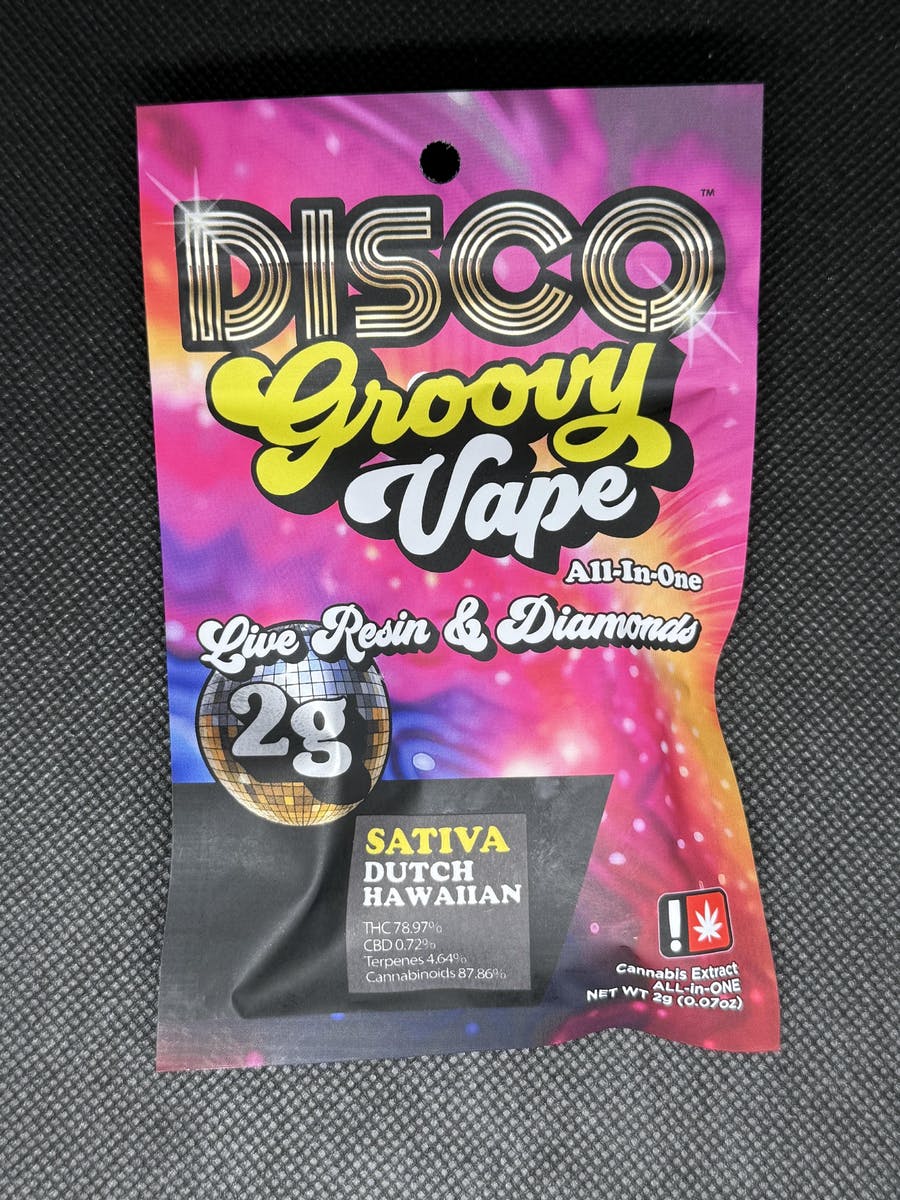 DISCO™
Groovy
Vape
All-In-One
Live Resin & Diamonds
2g
SATIVA
DUTCH
HAWAIIAN
THC 78.97%
CBD 0.72%
Terpenes 4.64%
Cannabinoids 87.86%
!
Cannabis Extract
ALL-in-ONE
NET WT 2g (0.07oz)